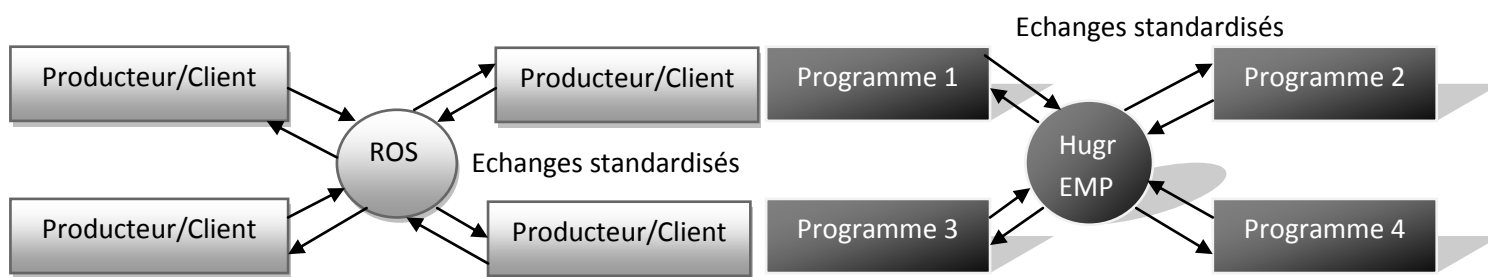 Producteur/Client
Producteur/Client
ROS
Echanges standardisés
Producteur/Client
Producteur/Client
Echanges standardisés
Programme 1
Programme 2
Hugr
EMP
Programme 3
Programme 4